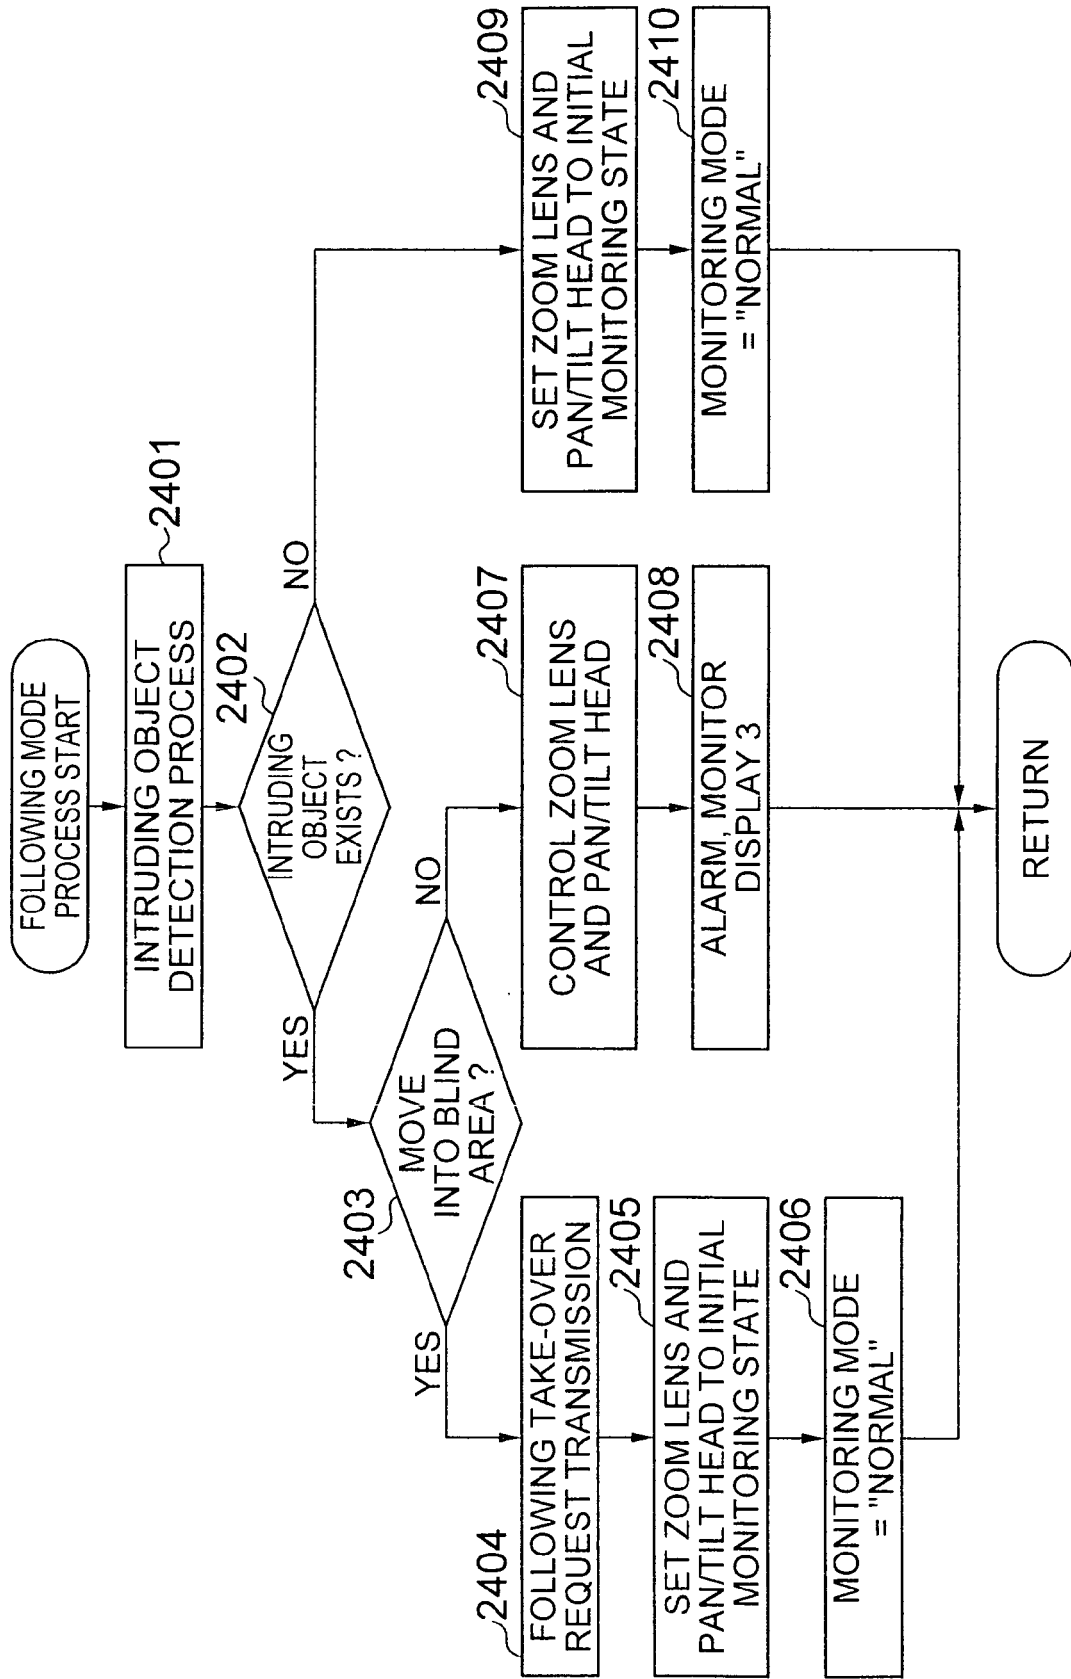 FOLLOWING MODE
PROCESS START
2401
INTRUDING OBJECT
DETECTION PROCESS
2402
INTRUDING
OBJECT
EXISTS ?
YES
NO
2403
MOVE
INTO BLIND
AREA ?
YES
NO
2404
FOLLOWING TAKE-OVER
REQUEST TRANSMISSION
2405
SET ZOOM LENS AND
PAN/TILT HEAD TO INITIAL
MONITORING STATE
2406
MONITORING MODE
= "NORMAL"
2407
CONTROL ZOOM LENS
AND PAN/TILT HEAD
2408
ALARM, MONITOR
DISPLAY 3
2409
SET ZOOM LENS AND
PAN/TILT HEAD TO INITIAL
MONITORING STATE
2410
MONITORING MODE
= "NORMAL"
RETURN